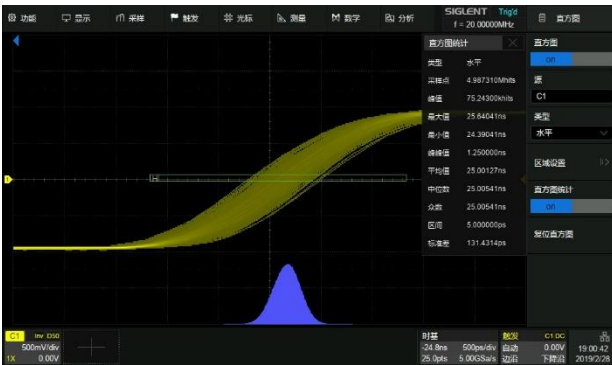 功能 显示 采样 触发 光标 测量 数学 分析 SIGLENT Trig'd 直方图
f = 20.00000MHz
直方图统计
类型 水平
采样点 4.987310Mhits
峰值 75.24300khits
最大值 25.64041ns
最小值 24.39041ns
峰峰值 1.250000ns
平均值 25.00127ns
中位数 25.00541ns
众数 25.00541ns
区间 5.000000ps
标准差 131.4314ps
直方图
on
源
C1
类型
水平
区域设置
直方图统计
on
复位直方图
H
1
C1 Inv D50
500mV/div
1X 0.00V
时基
-24.8ns 500ps/div
25.0pts 5.00GSa/s
触发 C1 DC
自动 0.00V
边沿 下降沿
19:00:42
2019/2/28